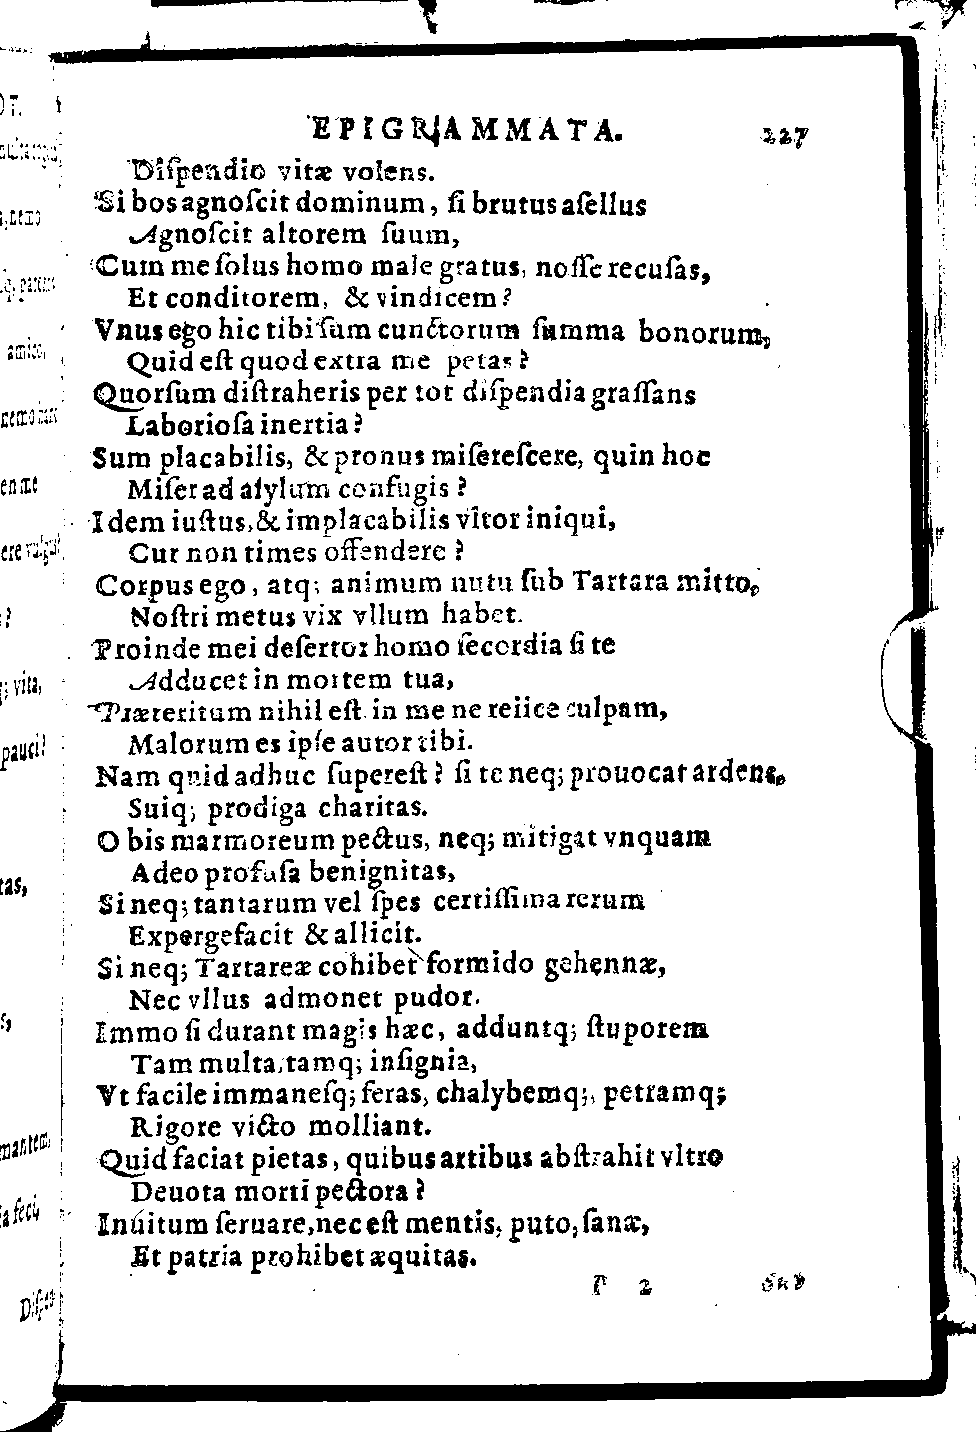 EPIGRAMMATA. 227
Diſpendio vitæ volens.
Si bos agnoſcit dominum, ſi brutus aſellus
Agnoſcit altorem ſuum,
Cum me ſolus homo male gratus, noſſe recuſas,
Et conditorem, & vindicem?
Vnus ego hic tibi ſum cunctorum ſumma bonorum,
Quid eſt quod extra me petas?
Quorſum diſtraheris per tot diſpendia graſſans
Laborioſa inertia?
Sum placabilis, & pronus miſereſcere, quin hoc
Miſer ad aſylum confugis?
Idem iuſtus, & implacabilis vltor iniqui,
Cur non times offendere?
Corpus ego, atq; animum nutu ſub Tartara mitto,
Noſtri metus vix vllum habet.
Proinde mei deſertor homo ſecordia ſi te
Adducet in mortem tua,
Præteritum nihil eſt, in me ne reiice culpam,
Malorum es ipſe autor tibi.
Nam quid adhuc ſupereſt? ſi te neq; prouocat ardens,
Suiq; prodiga charitas.
O bis marmoreum pectus, neq; mitigat vnquam
Adeo profuſa benignitas,
Si neq; tantarum vel ſpes certiſſima rerum
Expergefacit & allicit.
Si neq; Tartareæ cohibet formido gehennæ,
Nec vllus admonet pudor.
Immo ſi durant magis hæc, adduntq; ſtuporem
Tam multa, tamq; inſignia,
Vt facile immaneſq; feras, chalybemq;, petramq;
Rigore victo molliant.
Quid faciat pietas, quibus artibus abſtrahit vltro
Deuota morti pectora?
Inuitum ſeruare, nec eſt mentis, puto, ſanæ,
Et patria prohibet æquitas.
P 2